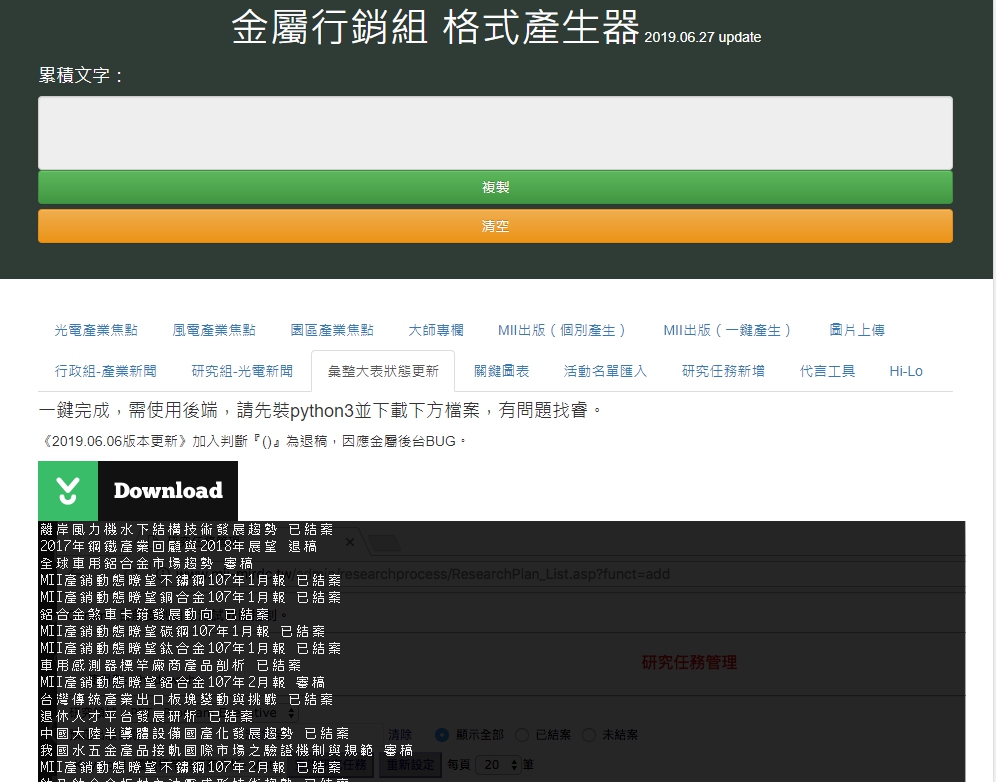 金屬行銷組 格式產生器 2019.06.27 update
累積文字：
複製
清空
光電產業焦點 風電產業焦點 園區產業焦點 大師專欄 MII出版（個別產生） MII出版（一鍵產生） 圖片上傳
行政組-產業新聞 研究組-光電新聞 彙整大表狀態更新 關鍵圖表 活動名單匯入 研究任務新增 代言工具 Hi-Lo
一鍵完成，需使用後端，請先裝python3並下載下方檔案，有問題找睿。
《2019.06.06版本更新》加入判斷『()』為退稿，因應金屬後台BUG。
Download
離岸風力機水下結構技術發展趨勢 已結案
2017年鋼鐵產業回顧與2018年展望 退稿
全球車用鋁合金市場趨勢 審稿
/researchprocess/ResearchPlan_List.asp?funct=add
MII產銷動態瞭望不鏽鋼107年1月報 已結案
MII產銷動態瞭望銅合金107年1月報 已結案
鋁合金煞車卡鉗發展動向 已結案
MII產銷動態瞭望碳鋼107年1月報 已結案
MII產銷動態瞭望鈦合金107年1月報 已結案
車用感測器標竿廠商產品剖析 已結案
研究任務管理
MII產銷動態瞭望鋁合金107年2月報 審稿
台灣傳統產業出口板塊變動與挑戰 已結案
退休人才平台發展研析 已結案
中國大陸半導體設備國產化發展趨勢 已結案
清除 顯示全部 已結案 未結案
我國水五金產品接軌國際市場之驗證機制與規範 審稿
MII產銷動態瞭望不鏽鋼107年2月報 已結案
任務 重新設定 每頁 20 筆